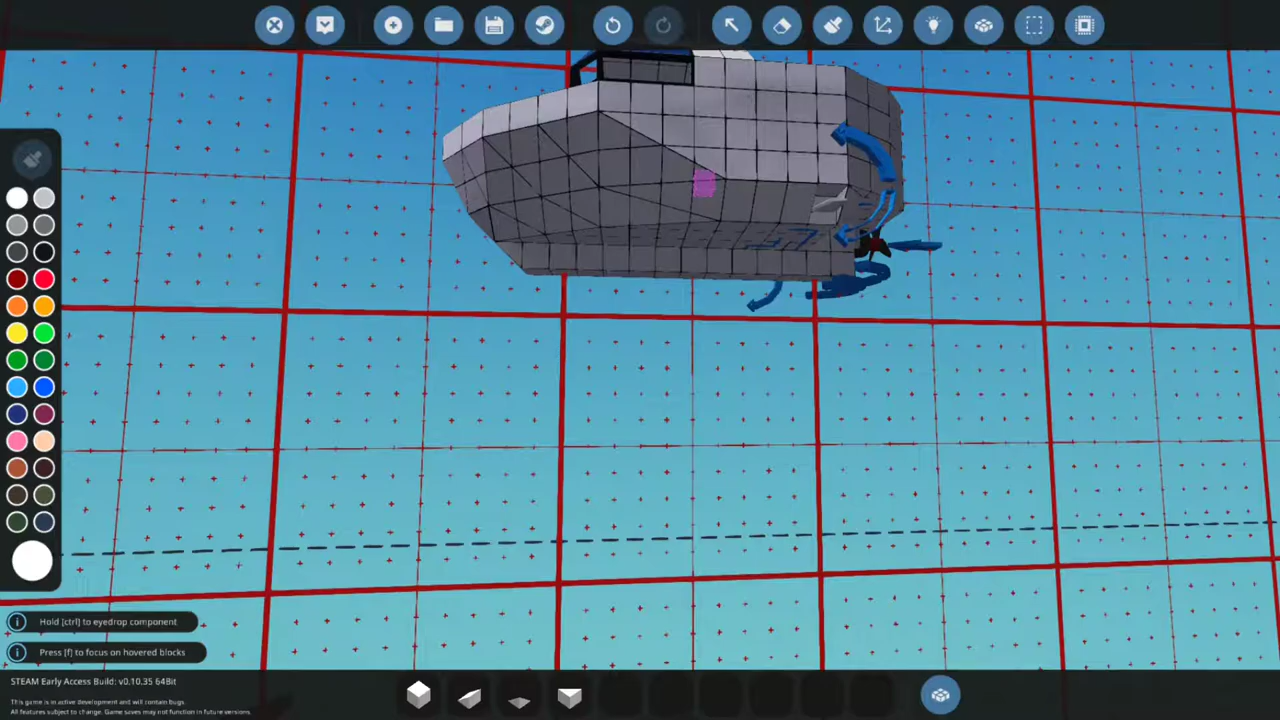 Hold [ctrl] to eyedrop component
Press [f] to focus on hovered blocks
STEAM Early Access Build: v0.10.35 64Bit
This game is in active development and will contain bugs.
All features subject to change. Game saves may not function in future versions.